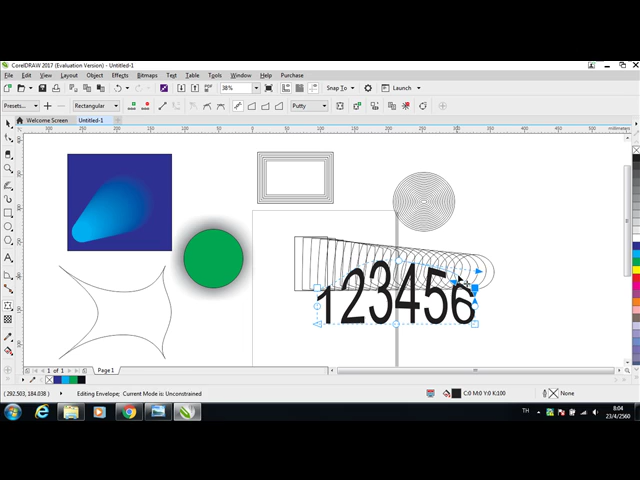 CorelDRAW 2017 (Evaluation Version) - Untitled-1
File Edit View Layout Object Effects Bitmaps Text Table Tools Window Help Purchase
PDF 38% Snap To Launch
Presets... Rectangular Putty
Welcome Screen Untitled-1
millimeters
123456
1 of 1 Page 1
(292.503, 184.038) Editing Envelope; Current Mode is: Unconstrained C:0 M:0 Y:0 K:100 None
TH 8:04
23/4/2560